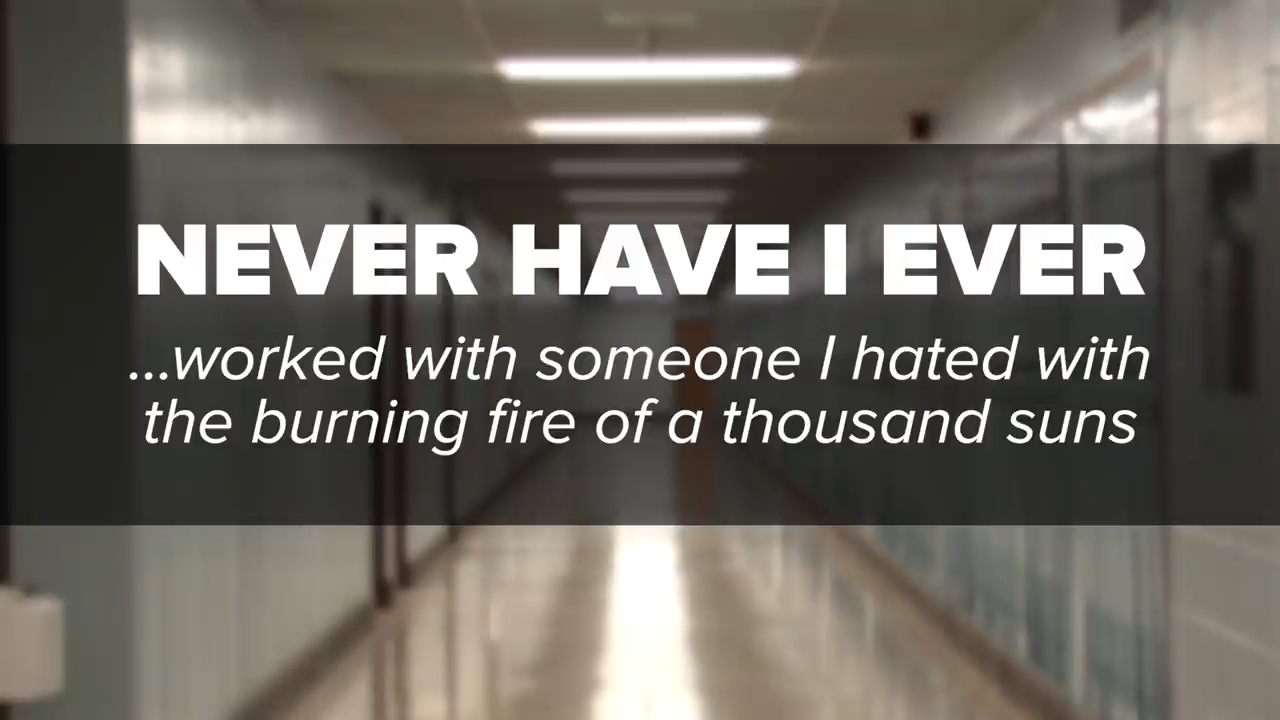 NEVER HAVE I EVER
...worked with someone I hated with
the burning fire of a thousand suns